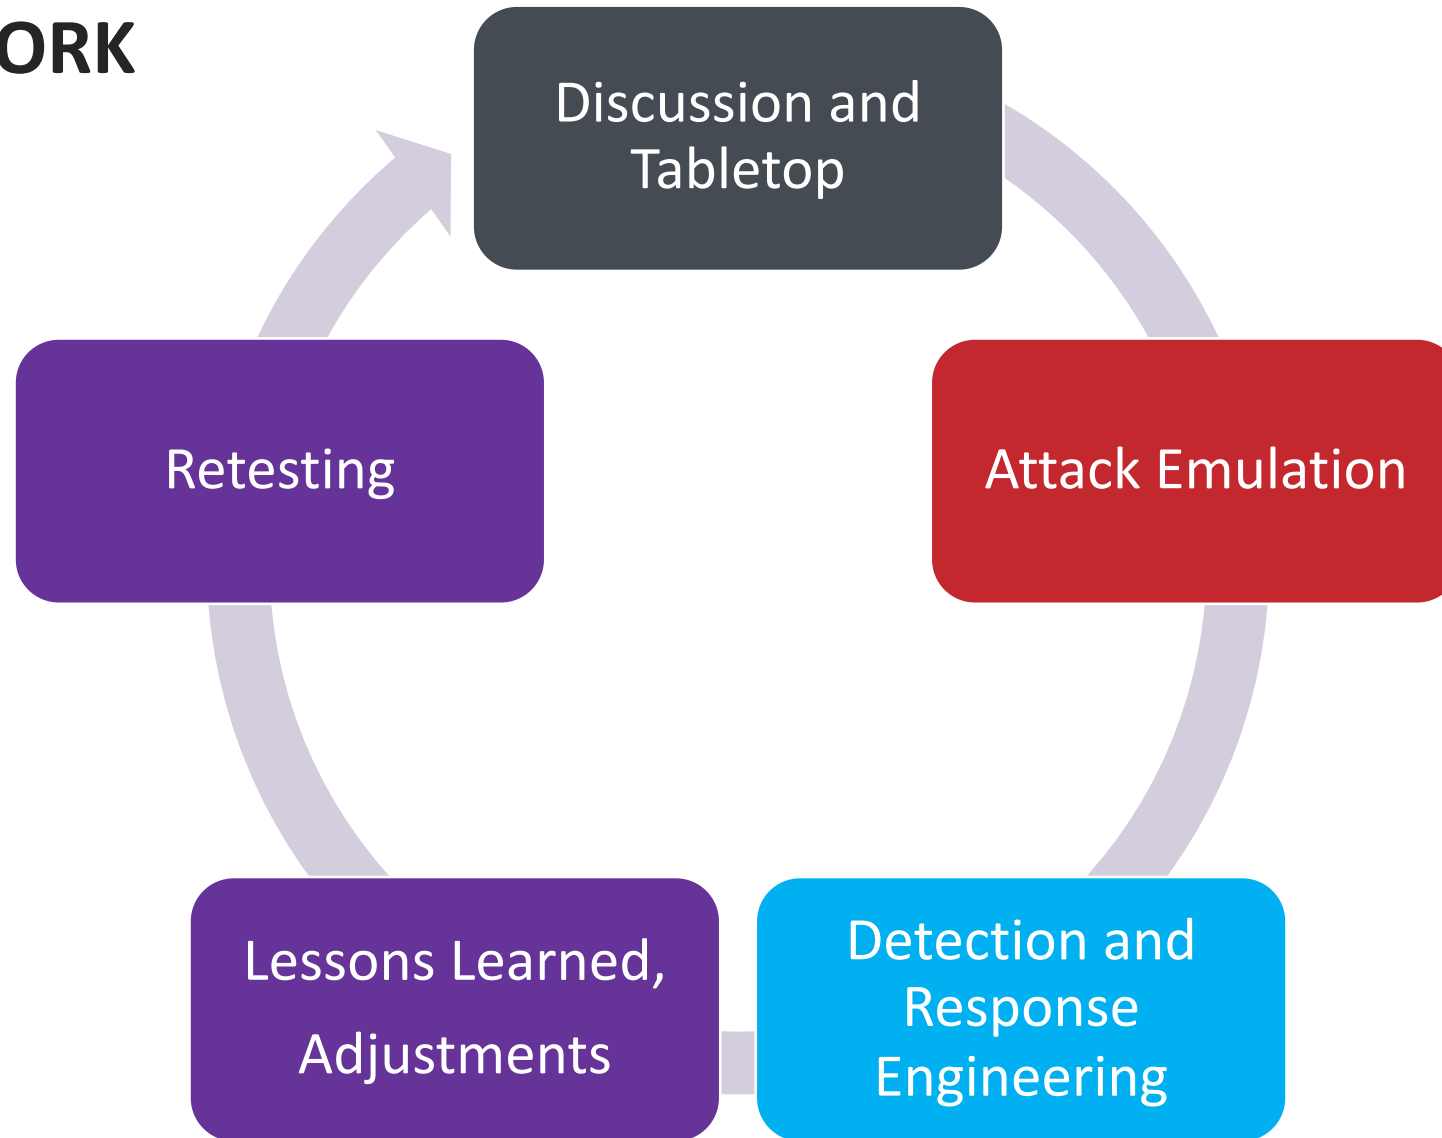 ORK
Discussion and
Tabletop
Retesting
Attack Emulation
Lessons Learned,
Adjustments
Detection and
Response
Engineering